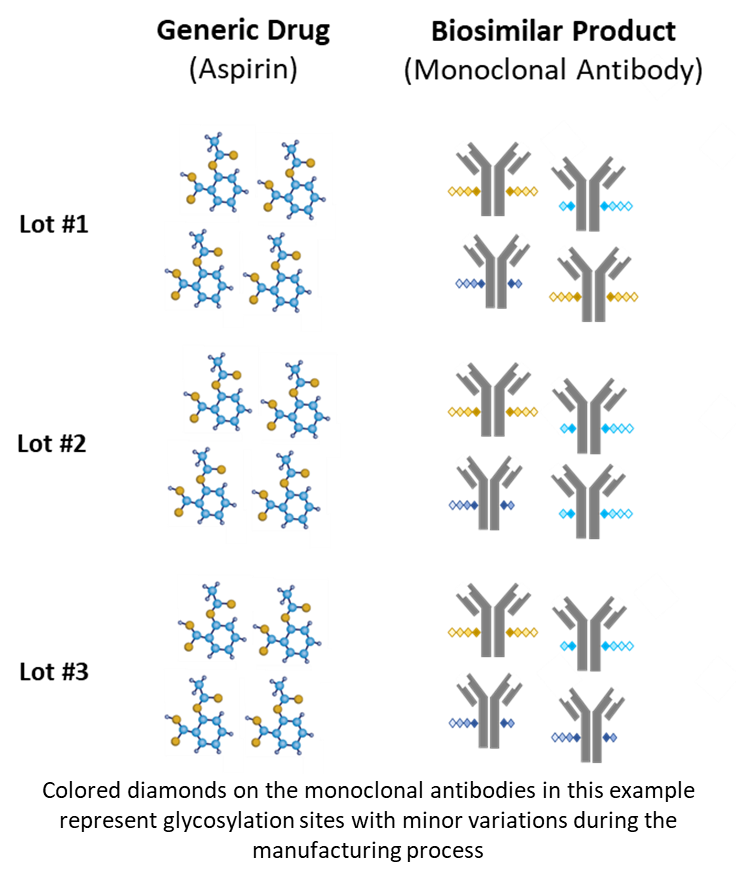 Generic Drug
(Aspirin)
Biosimilar Product
(Monoclonal Antibody)
Lot #1
Lot #2
Lot #3
Colored diamonds on the monoclonal antibodies in this example
represent glycosylation sites with minor variations during the
manufacturing process